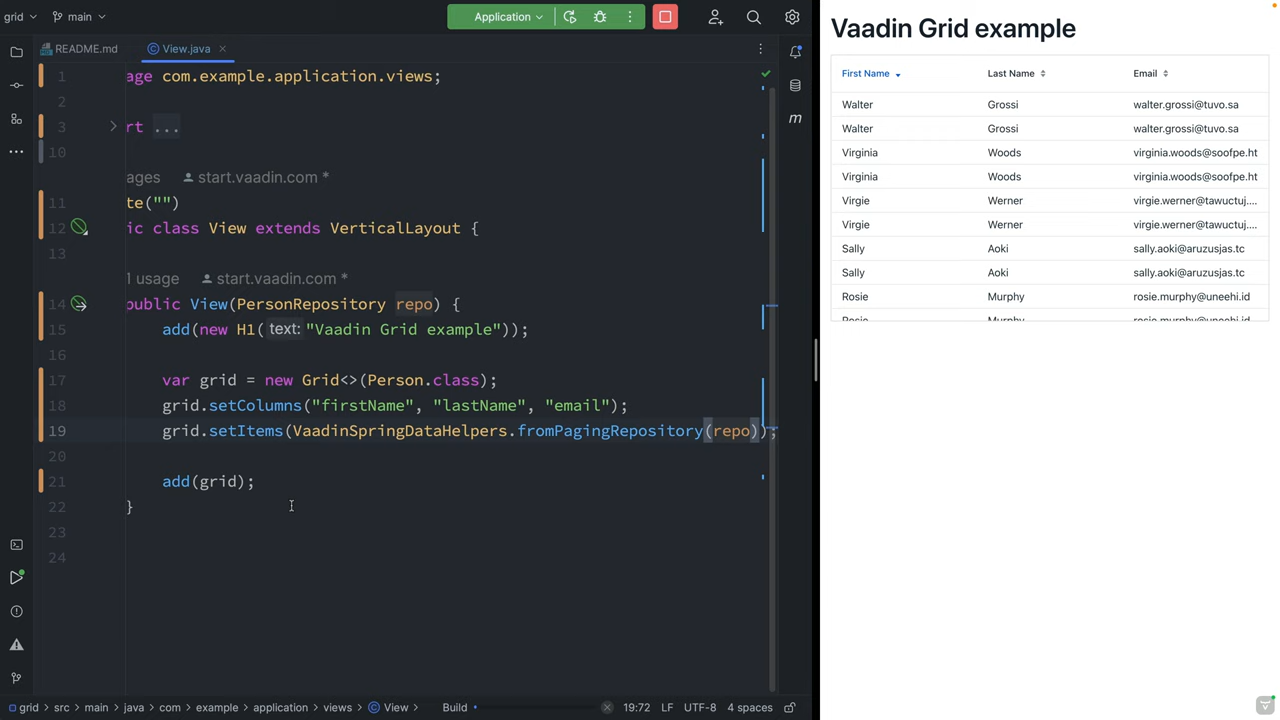 grid
main
Application
README.md
View.java
1 age com.example.application.views;
2
3 rt ...
10
ages start.vaadin.com *
11 te("")
12 ic class View extends VerticalLayout {
13
1 usage start.vaadin.com *
14 public View(PersonRepository repo) {
15 add(new H1( text: "Vaadin Grid example"));
16
17 var grid = new Grid<>(Person.class);
18 grid.setColumns("firstName", "lastName", "email");
19 grid.setItems(VaadinSpringDataHelpers.fromPagingRepository(repo));
20
21 add(grid);
22 }
23
24
grid > src > main > java > com > example > application > views > View Build 19:72 LF UTF-8 4 spaces
Vaadin Grid example
First Name Last Name Email
Walter Grossi walter.grossi@tuvo.sa
Walter Grossi walter.grossi@tuvo.sa
Virginia Woods virginia.woods@soofpe.ht
Virginia Woods virginia.woods@soofpe.ht
Virgie Werner virgie.werner@tawuctuj....
Virgie Werner virgie.werner@tawuctuj....
Sally Aoki sally.aoki@aruzusjas.tc
Sally Aoki sally.aoki@aruzusjas.tc
Rosie Murphy rosie.murphy@uneehi.id
Rosie Murphy rosie.murphy@uneehi.id